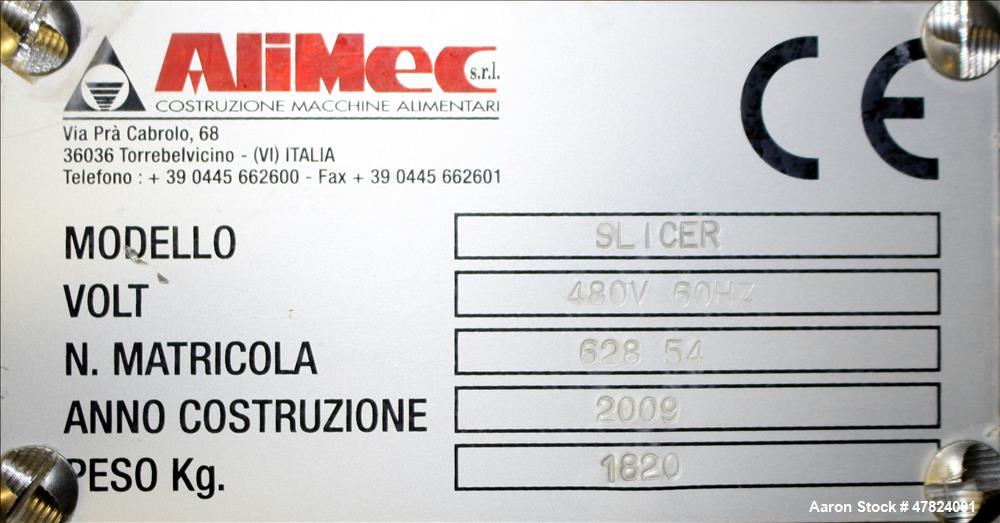 AliMec s.r.l.
COSTRUZIONE MACCHINE ALIMENTARI
Via Prà Cabrolo, 68
36036 Torrebelvicino - (VI) ITALIA
Telefono : + 39 0445 662600 - Fax + 39 0445 662601
CE
MODELLO SLICER
VOLT 480V 60HZ
N. MATRICOLA 628 54
ANNO COSTRUZIONE 2009
PESO Kg. 1820
Aaron Stock # 47824001